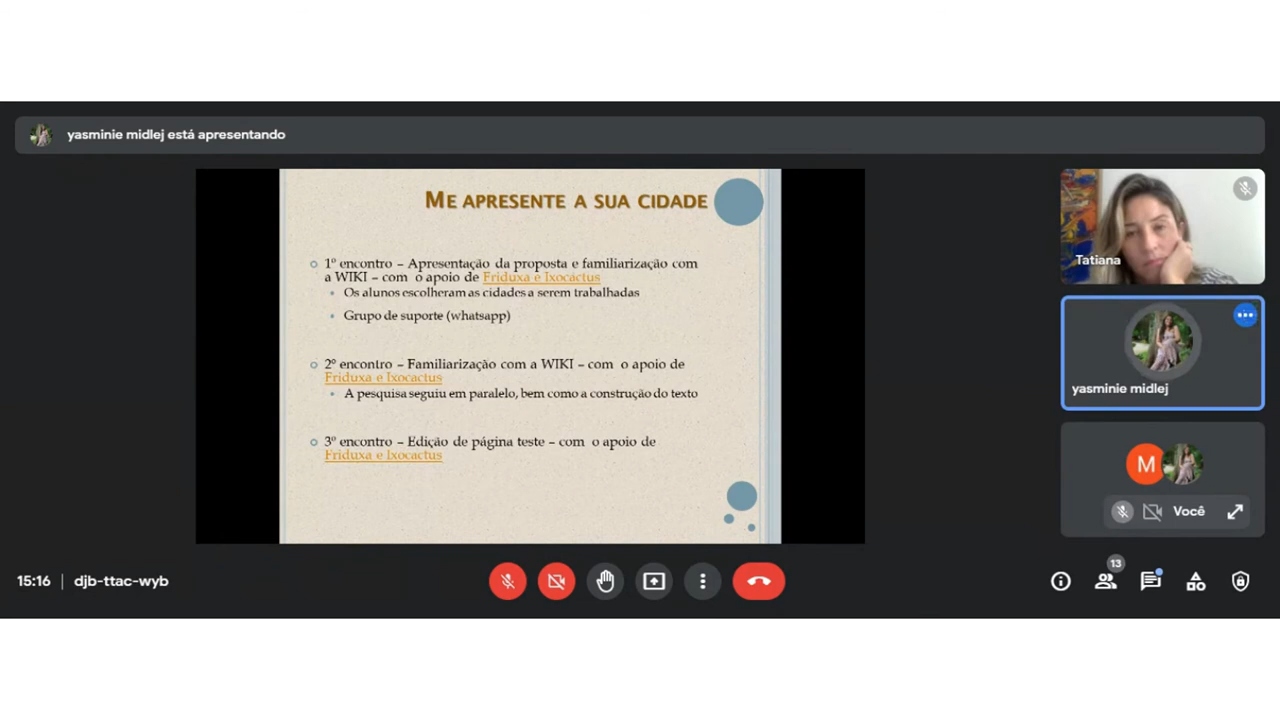 yasminie midlej está apresentando
ME APRESENTE A SUA CIDADE
1º encontro – Apresentação da proposta e familiarização com
a WIKI – com o apoio de Friduxa e Ixocactus
Os alunos escolheram as cidades a serem trabalhadas
Grupo de suporte (whatsapp)
2º encontro – Familiarização com a WIKI – com o apoio de
Friduxa e Ixocactus
A pesquisa seguiu em paralelo, bem como a construção do texto
3º encontro – Edição de página teste – com o apoio de
Friduxa e Ixocactus
Tatiana
yasminie midlej
M
Você
15:16 | djb-ttac-wyb
13